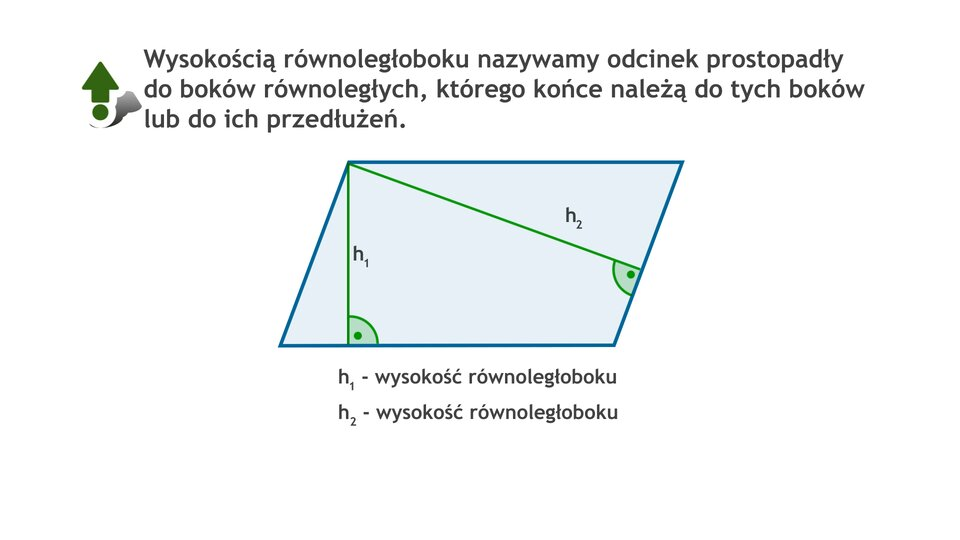 Wysokością równoległoboku nazywamy odcinek prostopadły
do boków równoległych, którego końce należą do tych boków
lub do ich przedłużeń.
h₂
h₁
h₁ - wysokość równoległoboku
h₂ - wysokość równoległoboku